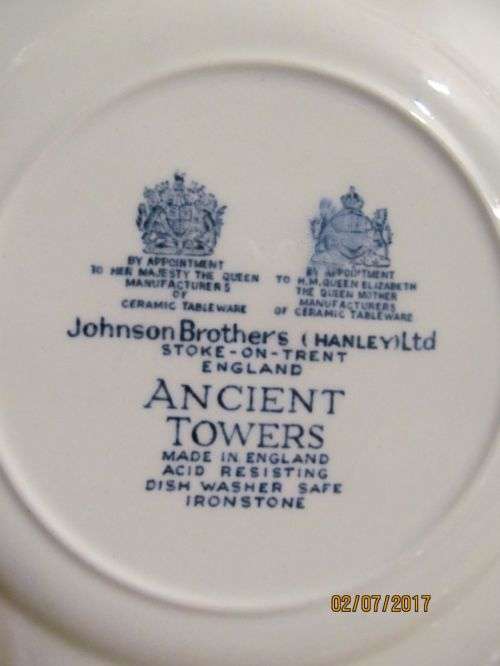 BY APPOINTMENT
TO HER MAJESTY THE QUEEN
MANUFACTURERS
OF
CERAMIC TABLEWARE
BY APPOINTMENT
TO H.M. QUEEN ELIZABETH
THE QUEEN MOTHER
MANUFACTURERS
OF CERAMIC TABLEWARE
Johnson Brothers (HANLEY) Ltd
STOKE-ON-TRENT
ENGLAND
ANCIENT
TOWERS
MADE IN ENGLAND
ACID RESISTING
DISH WASHER SAFE
IRONSTONE
02/07/2017